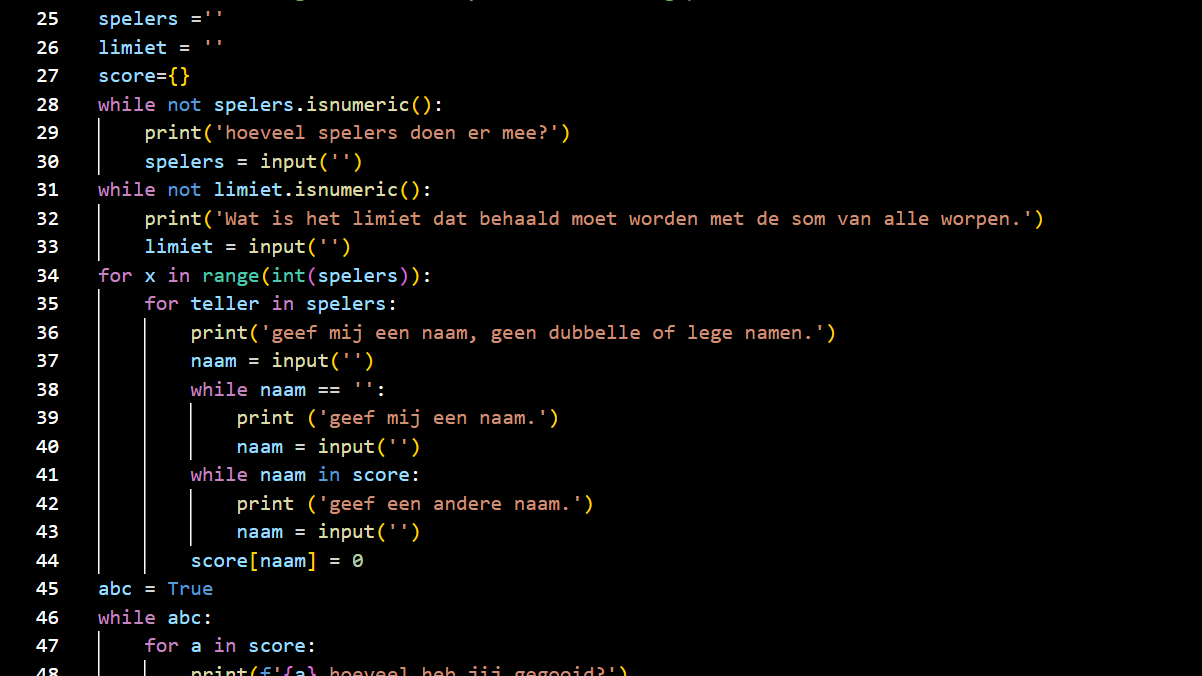 25 spelers =''
26 limiet = ''
27 score={}
28 while not spelers.isnumeric():
29     print('hoeveel spelers doen er mee?')
30     spelers = input('')
31 while not limiet.isnumeric():
32     print('Wat is het limiet dat behaald moet worden met de som van alle worpen.')
33     limiet = input('')
34 for x in range(int(spelers)):
35     for teller in spelers:
36         print('geef mij een naam, geen dubbelle of lege namen.')
37         naam = input('')
38         while naam == '':
39             print ('geef mij een naam.')
40             naam = input('')
41         while naam in score:
42             print ('geef een andere naam.')
43             naam = input('')
44         score[naam] = 0
45 abc = True
46 while abc:
47     for a in score:
48         print(f'{a} hoeveel heb jij gegooid?')